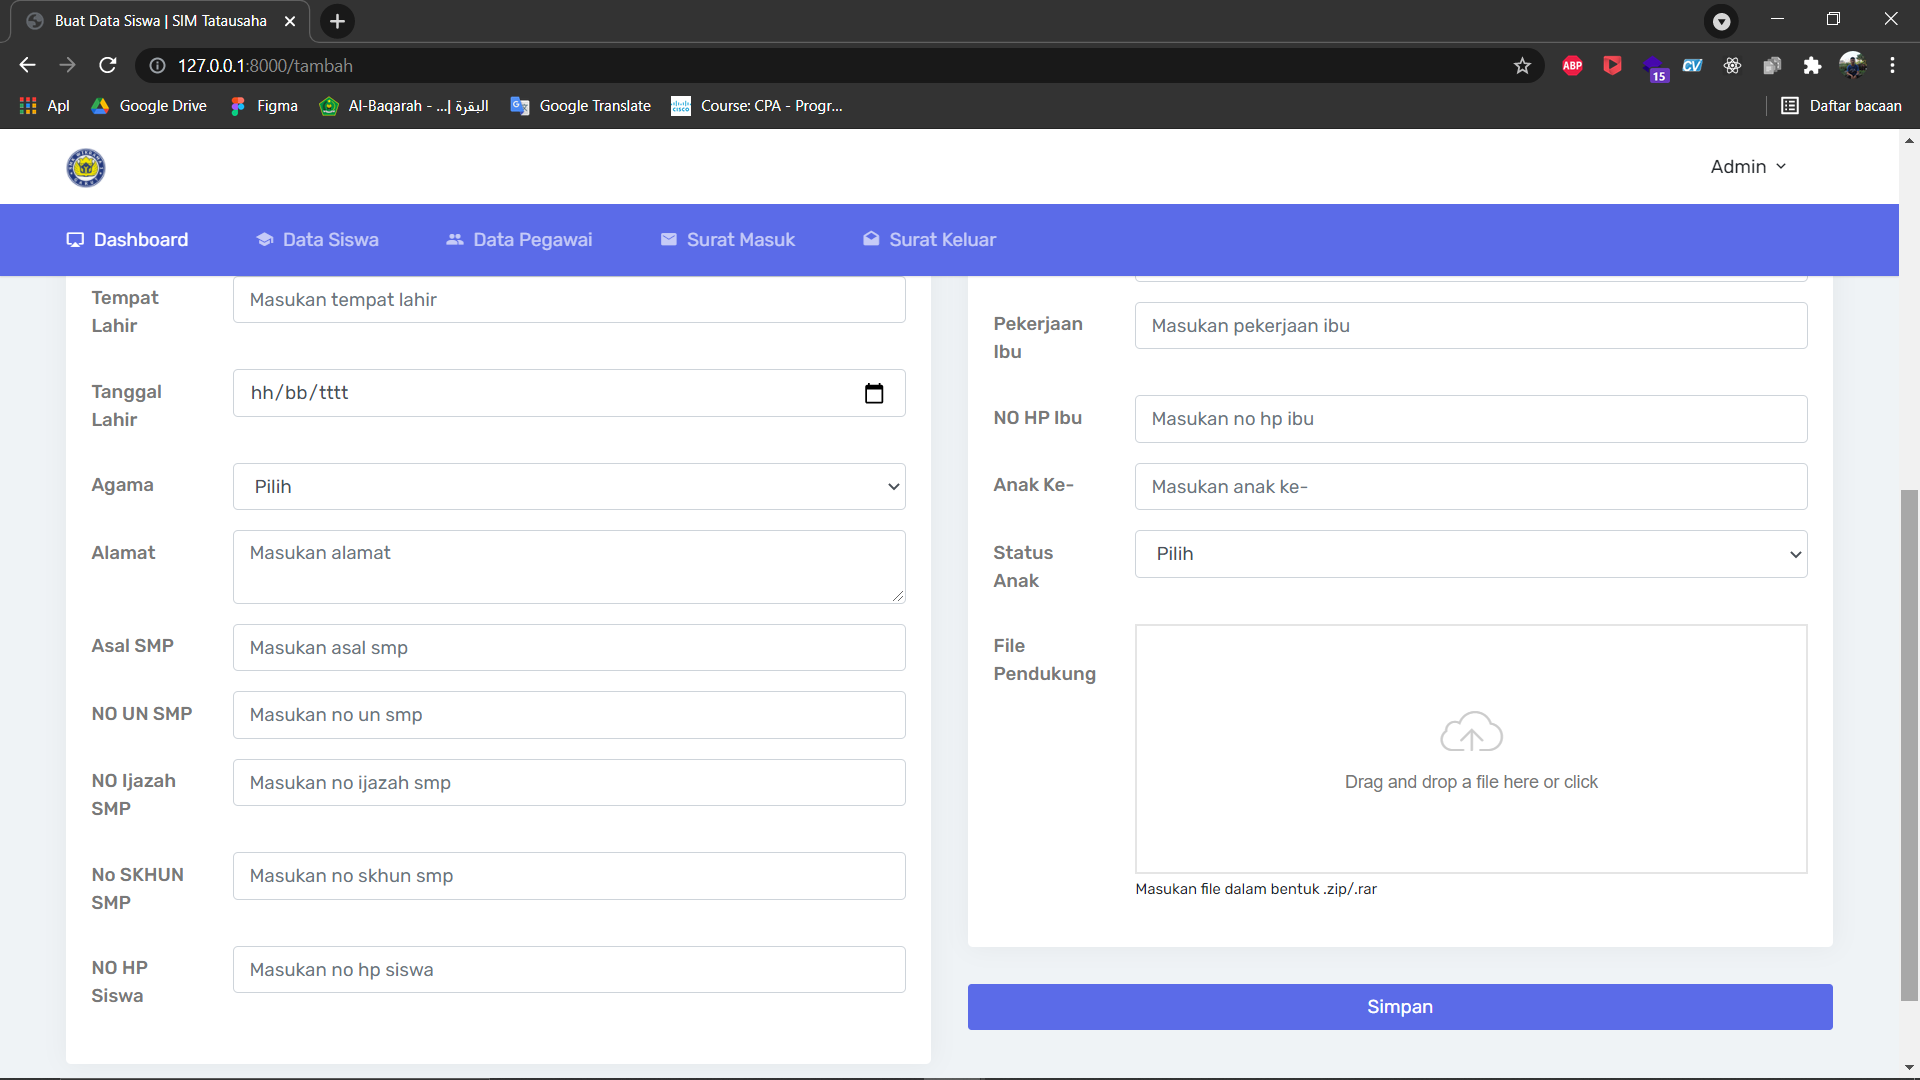 Buat Data Siswa | SIM Tatausaha
127.0.0.1:8000/tambah
ABP
15
CV
Apl
Google Drive
Figma
Al-Baqarah - ...| البقرة
Google Translate
Course: CPA - Progr...
Daftar bacaan
Admin
Dashboard
Data Siswa
Data Pegawai
Surat Masuk
Surat Keluar
Tempat
Lahir
Masukan tempat lahir
Tanggal
Lahir
hh/bb/tttt
Agama
Pilih
Alamat
Masukan alamat
Asal SMP
Masukan asal smp
NO UN SMP
Masukan no un smp
NO Ijazah
SMP
Masukan no ijazah smp
No SKHUN
SMP
Masukan no skhun smp
NO HP
Siswa
Masukan no hp siswa
Pekerjaan
Ibu
Masukan pekerjaan ibu
NO HP Ibu
Masukan no hp ibu
Anak Ke-
Masukan anak ke-
Status
Anak
Pilih
File
Pendukung
Drag and drop a file here or click
Masukan file dalam bentuk .zip/.rar
Simpan